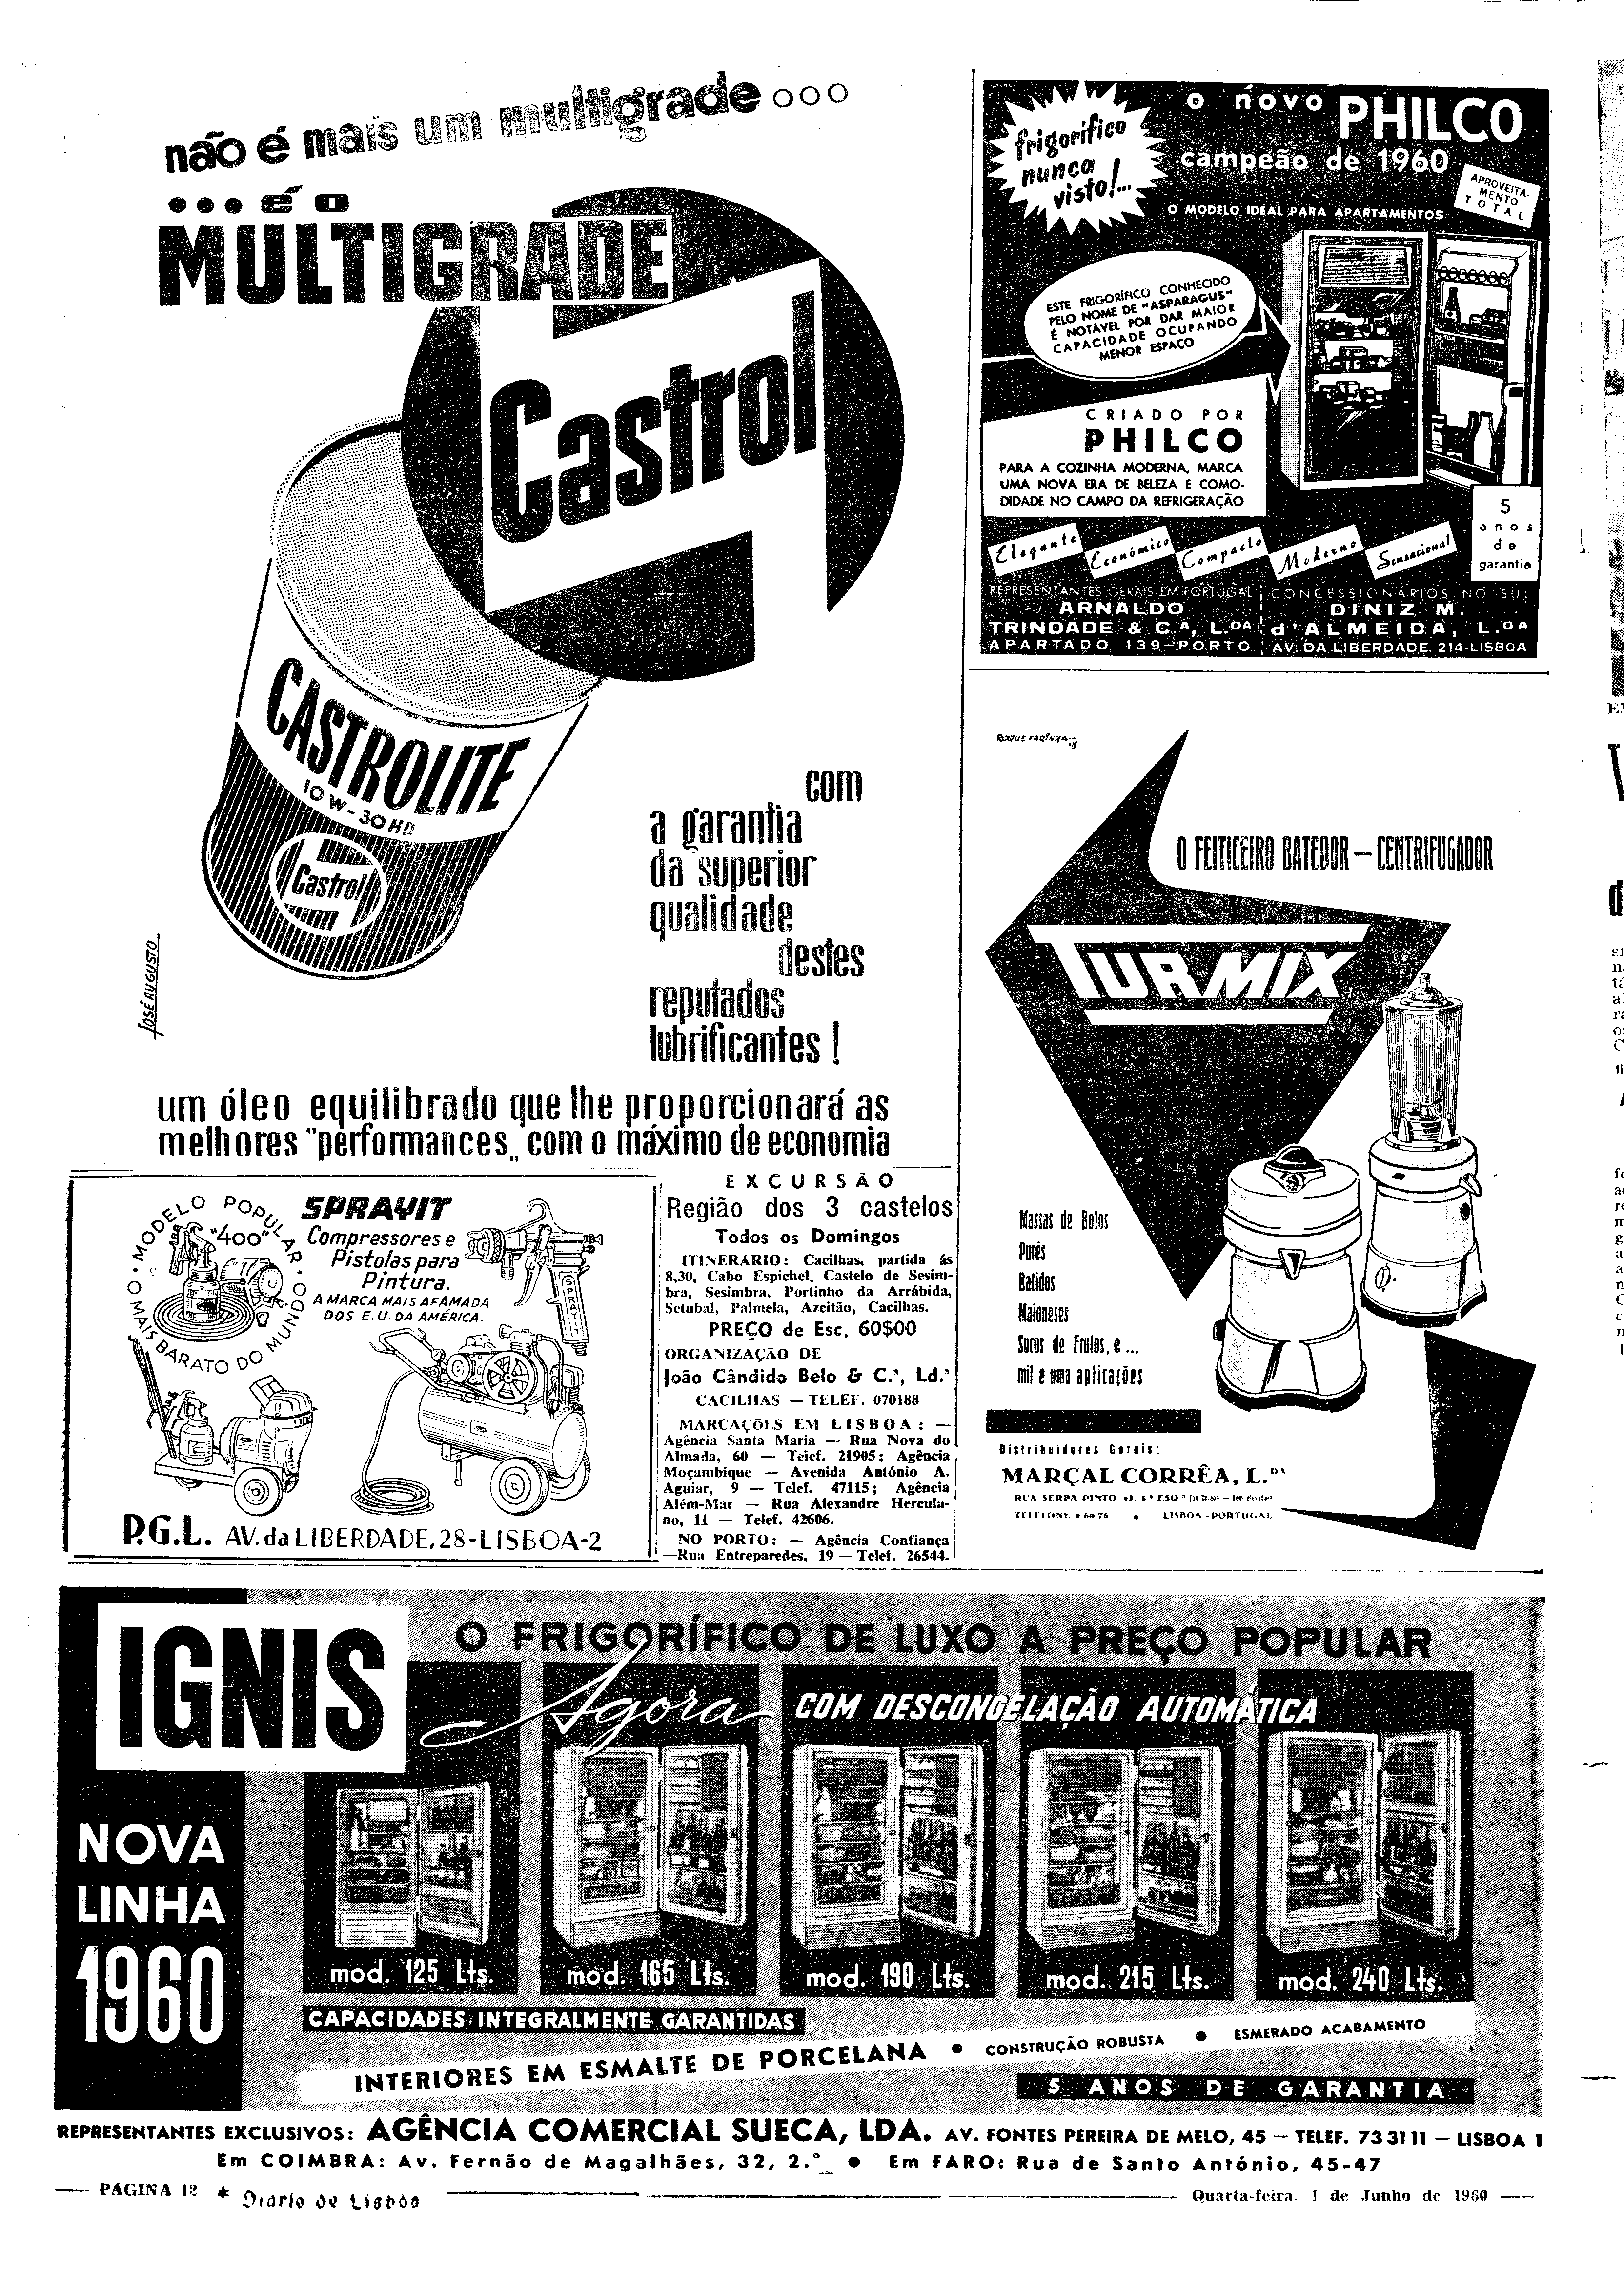 não é mais um multigrade...
...é o
MULTIGRADE
Castrol
CASTROLITE
10W-30HD
Castrol
JOSÉ AUGUSTO
com
a garantia
da superior
qualidade
destes
reputados
lubrificantes!
um óleo equilibrado que lhe proporcionará as
melhores "performances„ com o máximo de economia
frigorífico
nunca
visto!...
o novo PHILCO
campeão de 1960
APROVEITA-
MENTO
TOTAL
O MODELO IDEAL PARA APARTAMENTOS
ESTE FRIGORÍFICO CONHECIDO
PELO NOME DE "ASPARAGUS"
É NOTÁVEL POR DAR MAIOR
CAPACIDADE OCUPANDO
MENOR ESPAÇO
CRIADO POR
PHILCO
PARA A COZINHA MODERNA, MARCA
UMA NOVA ERA DE BELEZA E COMO-
DIDADE NO CAMPO DA REFRIGERAÇÃO
5
anos
de
garantia
Elegante Económico Compacto Moderno Sensacional
REPRESENTANTES GERAIS EM PORTUGAL
ARNALDO
TRINDADE & C.ª, L.DA
APARTADO 139-PORTO
CONCESSIONÁRIOS NO SUL
DINIZ M.
d'ALMEIDA, L.DA
AV. DA LIBERDADE, 214-LISBOA
ROQUE FARINHA
O FEITICEIRO BATEDOR — CENTRIFUGADOR
TURMIX
Massas de Bolos
Purés
Batidos
Maioneses
Sucos de Frutas, e ...
mil e uma aplicações
Distribuidores Gerais:
MARÇAL CORRÊA, L.DA
RUA SERPA PINTO,
LISBOA - PORTUGAL
MODELO POPULAR "400" · O MAIS BARATO DO MUNDO ·
SPRAYIT
Compressores e
Pistolas para
Pintura.
A MARCA MAIS AFAMADA
DOS E.U. DA AMÉRICA.
SPRAYIT
P.G.L. AV. da LIBERDADE, 28-LISBOA-2
EXCURSÃO
Região dos 3 castelos
Todos os Domingos
ITINERÁRIO: Cacilhas, partida ás
8,30, Cabo Espichel, Castelo de Sesim-
bra, Sesimbra, Portinho da Arrábida,
Setubal, Palmela, Azeitão, Cacilhas.
PREÇO de Esc. 60$00
ORGANIZAÇÃO DE
João Cândido Belo & C.ª, Ld.ª
CACILHAS — TELEF. 070188
MARCAÇÕES EM LISBOA: —
Agência Santa Maria — Rua Nova do
Almada, 60 — Telef. 21905; Agência
Moçambique — Avenida António A.
Aguiar, 9 — Telef. 47115; Agência
Além-Mar — Rua Alexandre Hercula-
no, 11 — Telef. 42606.
NO PORTO: — Agência Confiança
—Rua Entreparedes, 19 — Telef. 26544.
IGNIS
O FRIGORÍFICO DE LUXO A PREÇO POPULAR
Agora COM DESCONGELAÇÃO AUTOMÁTICA
NOVA
LINHA
1960
mod. 125 Lts.
mod. 165 Lts.
mod. 190 Lts.
mod. 215 Lts.
mod. 240 Lts.
CAPACIDADES INTEGRALMENTE GARANTIDAS
INTERIORES EM ESMALTE DE PORCELANA • CONSTRUÇÃO ROBUSTA • ESMERADO ACABAMENTO
5 ANOS DE GARANTIA
REPRESENTANTES EXCLUSIVOS: AGÊNCIA COMERCIAL SUECA, LDA. AV. FONTES PEREIRA DE MELO, 45 — TELEF. 73 31 11 — LISBOA 1
Em COIMBRA: Av. Fernão de Magalhães, 32, 2.° • Em FARO: Rua de Santo António, 45-47
PÁGINA 12 * Diario de Lisboa
Quarta-feira, 1 de Junho de 1960